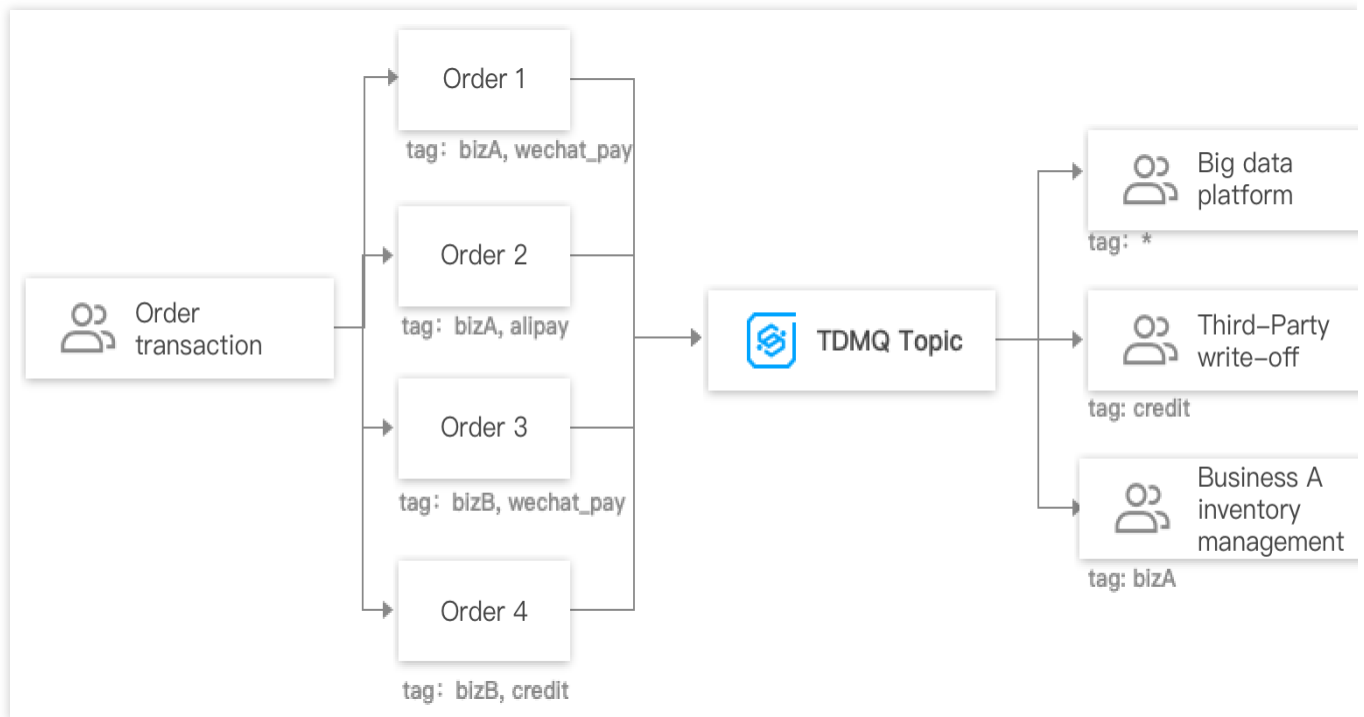 Order
transaction
Order 1
tag：bizA, wechat_pay
Order 2
tag：bizA, alipay
Order 3
tag：bizB, wechat_pay
Order 4
tag：bizB, credit
TDMQ Topic
Big data
platform
tag：*
Third–Party
write–off
tag: credit
Business A
inventory
management
tag: bizA